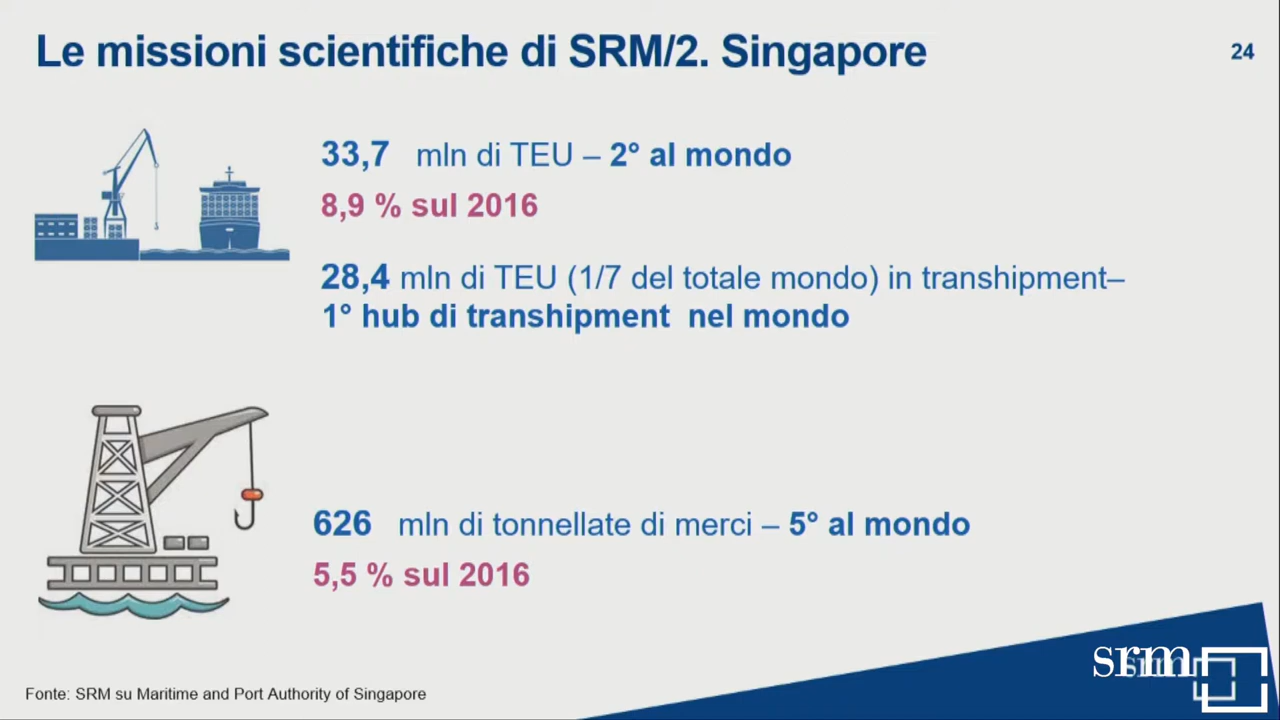 Le missioni scientifiche di SRM/2. Singapore
24
33,7 mln di TEU – 2° al mondo
8,9 % sul 2016
28,4 mln di TEU (1/7 del totale mondo) in transhipment–
1° hub di transhipment nel mondo
626 mln di tonnellate di merci – 5° al mondo
5,5 % sul 2016
Fonte: SRM su Maritime and Port Authority of Singapore
srm
srm